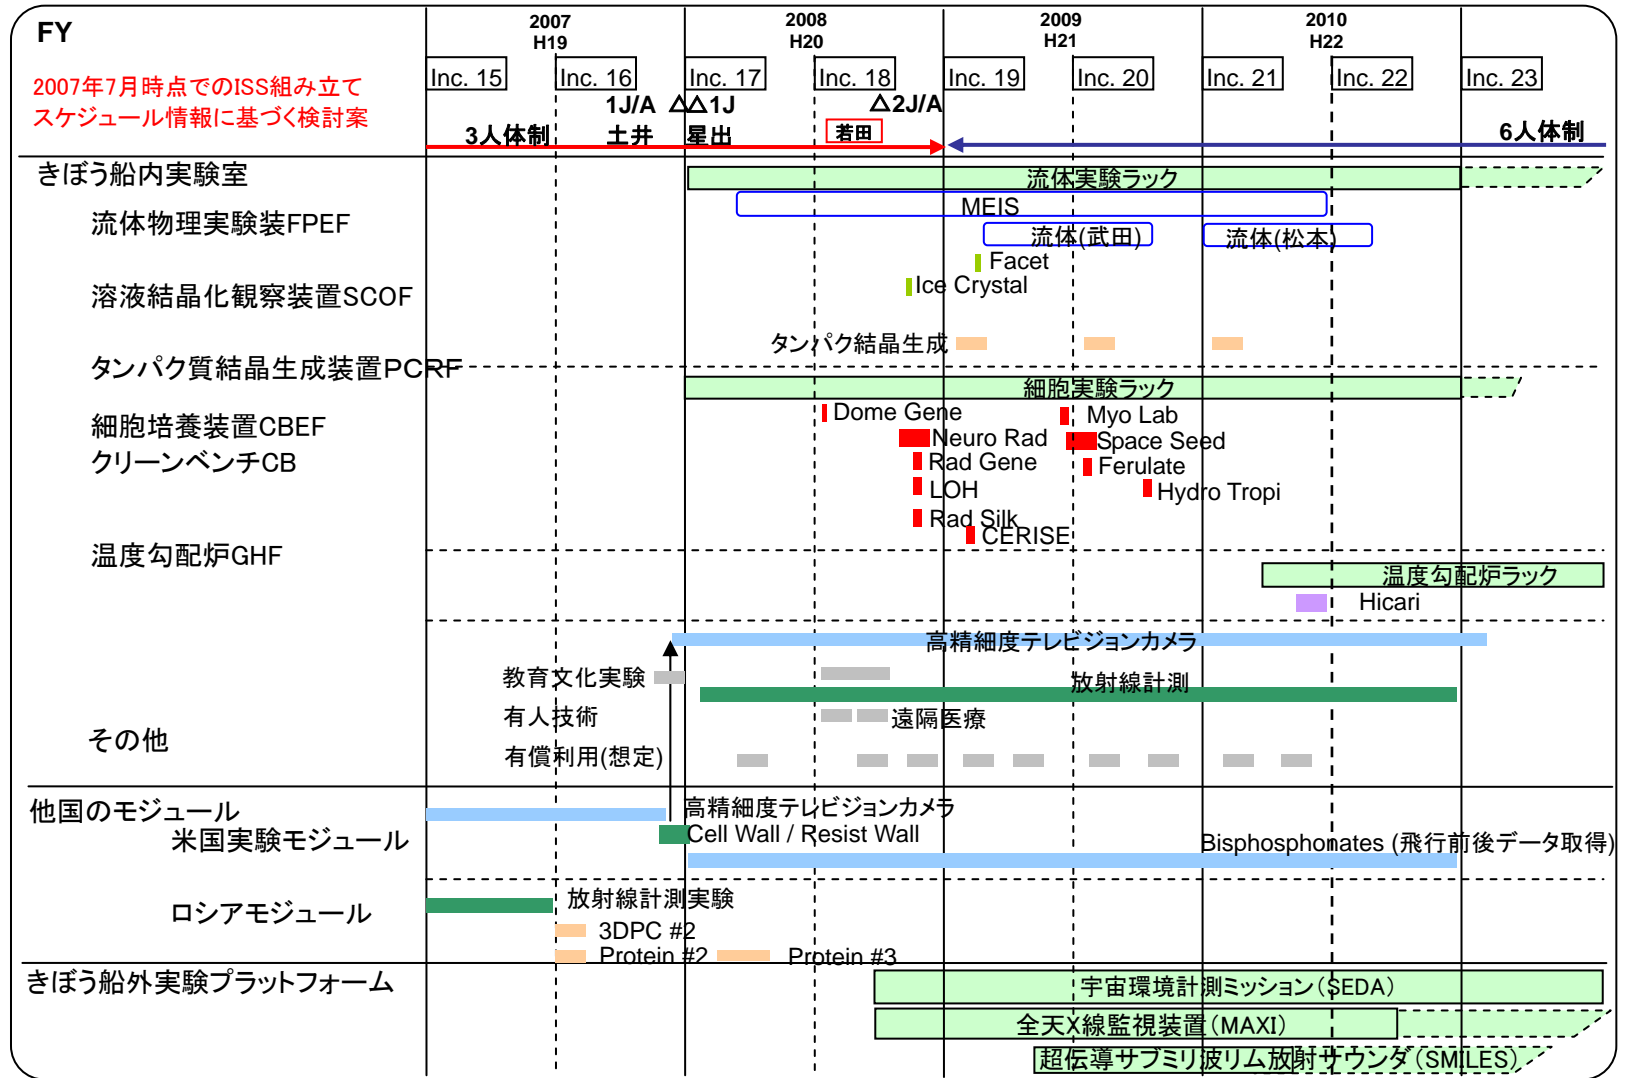 FY
2007
H19
2008
H20
2009
H21
2010
H22
2007年7月時点でのISS組み立て
スケジュール情報に基づく検討案
Inc. 15
Inc. 16
Inc. 17
Inc. 18
Inc. 19
Inc. 20
Inc. 21
Inc. 22
Inc. 23
1J/A △△1J
△2J/A
3人体制
土井
星出
若田
6人体制
きぼう船内実験室
流体実験ラック
MEIS
流体物理実験装FPEF
流体(武田)
流体(松本)
Facet
溶液結晶化観察装置SCOF
Ice Crystal
タンパク結晶生成
タンパク質結晶生成装置PCRF
細胞実験ラック
細胞培養装置CBEF
Dome Gene
Myo Lab
Neuro Rad
Space Seed
クリーンベンチCB
Rad Gene
Ferulate
LOH
Hydro Tropi
Rad Silk
CERISE
温度勾配炉GHF
温度勾配炉ラック
Hicari
高精細度テレビジョンカメラ
教育文化実験
放射線計測
有人技術
遠隔医療
その他
有償利用(想定)
他国のモジュール
高精細度テレビジョンカメラ
米国実験モジュール
Cell Wall / Resist Wall
Bisphosphonates (飛行前後データ取得)
ロシアモジュール
放射線計測実験
3DPC #2
Protein #2
Protein #3
きぼう船外実験プラットフォーム
宇宙環境計測ミッション(SEDA)
全天X線監視装置(MAXI)
超伝導サブミリ波リム放射サウンダ(SMILES)